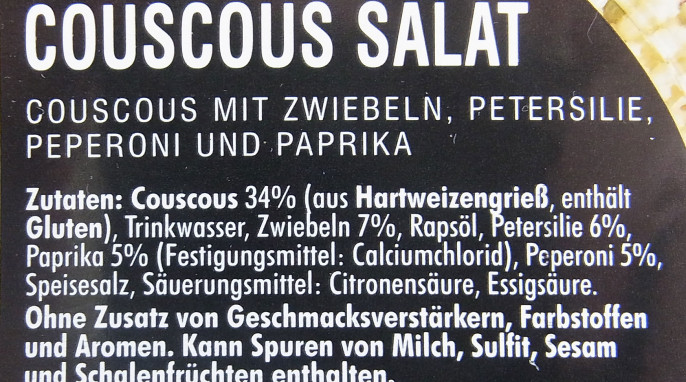 COUSCOUS SALAT
COUSCOUS MIT ZWIEBELN, PETERSILIE,
PEPERONI UND PAPRIKA
Zutaten: Couscous 34% (aus Hartweizengrieß, enthält
Gluten), Trinkwasser, Zwiebeln 7%, Rapsöl, Petersilie 6%,
Paprika 5% (Festigungsmittel: Calciumchlorid), Peperoni 5%,
Speisesalz, Säuerungsmittel: Citronensäure, Essigsäure.
Ohne Zusatz von Geschmacksverstärkern, Farbstoffen
und Aromen. Kann Spuren von Milch, Sulfit, Sesam
und Schalenfrüchten enthalten.